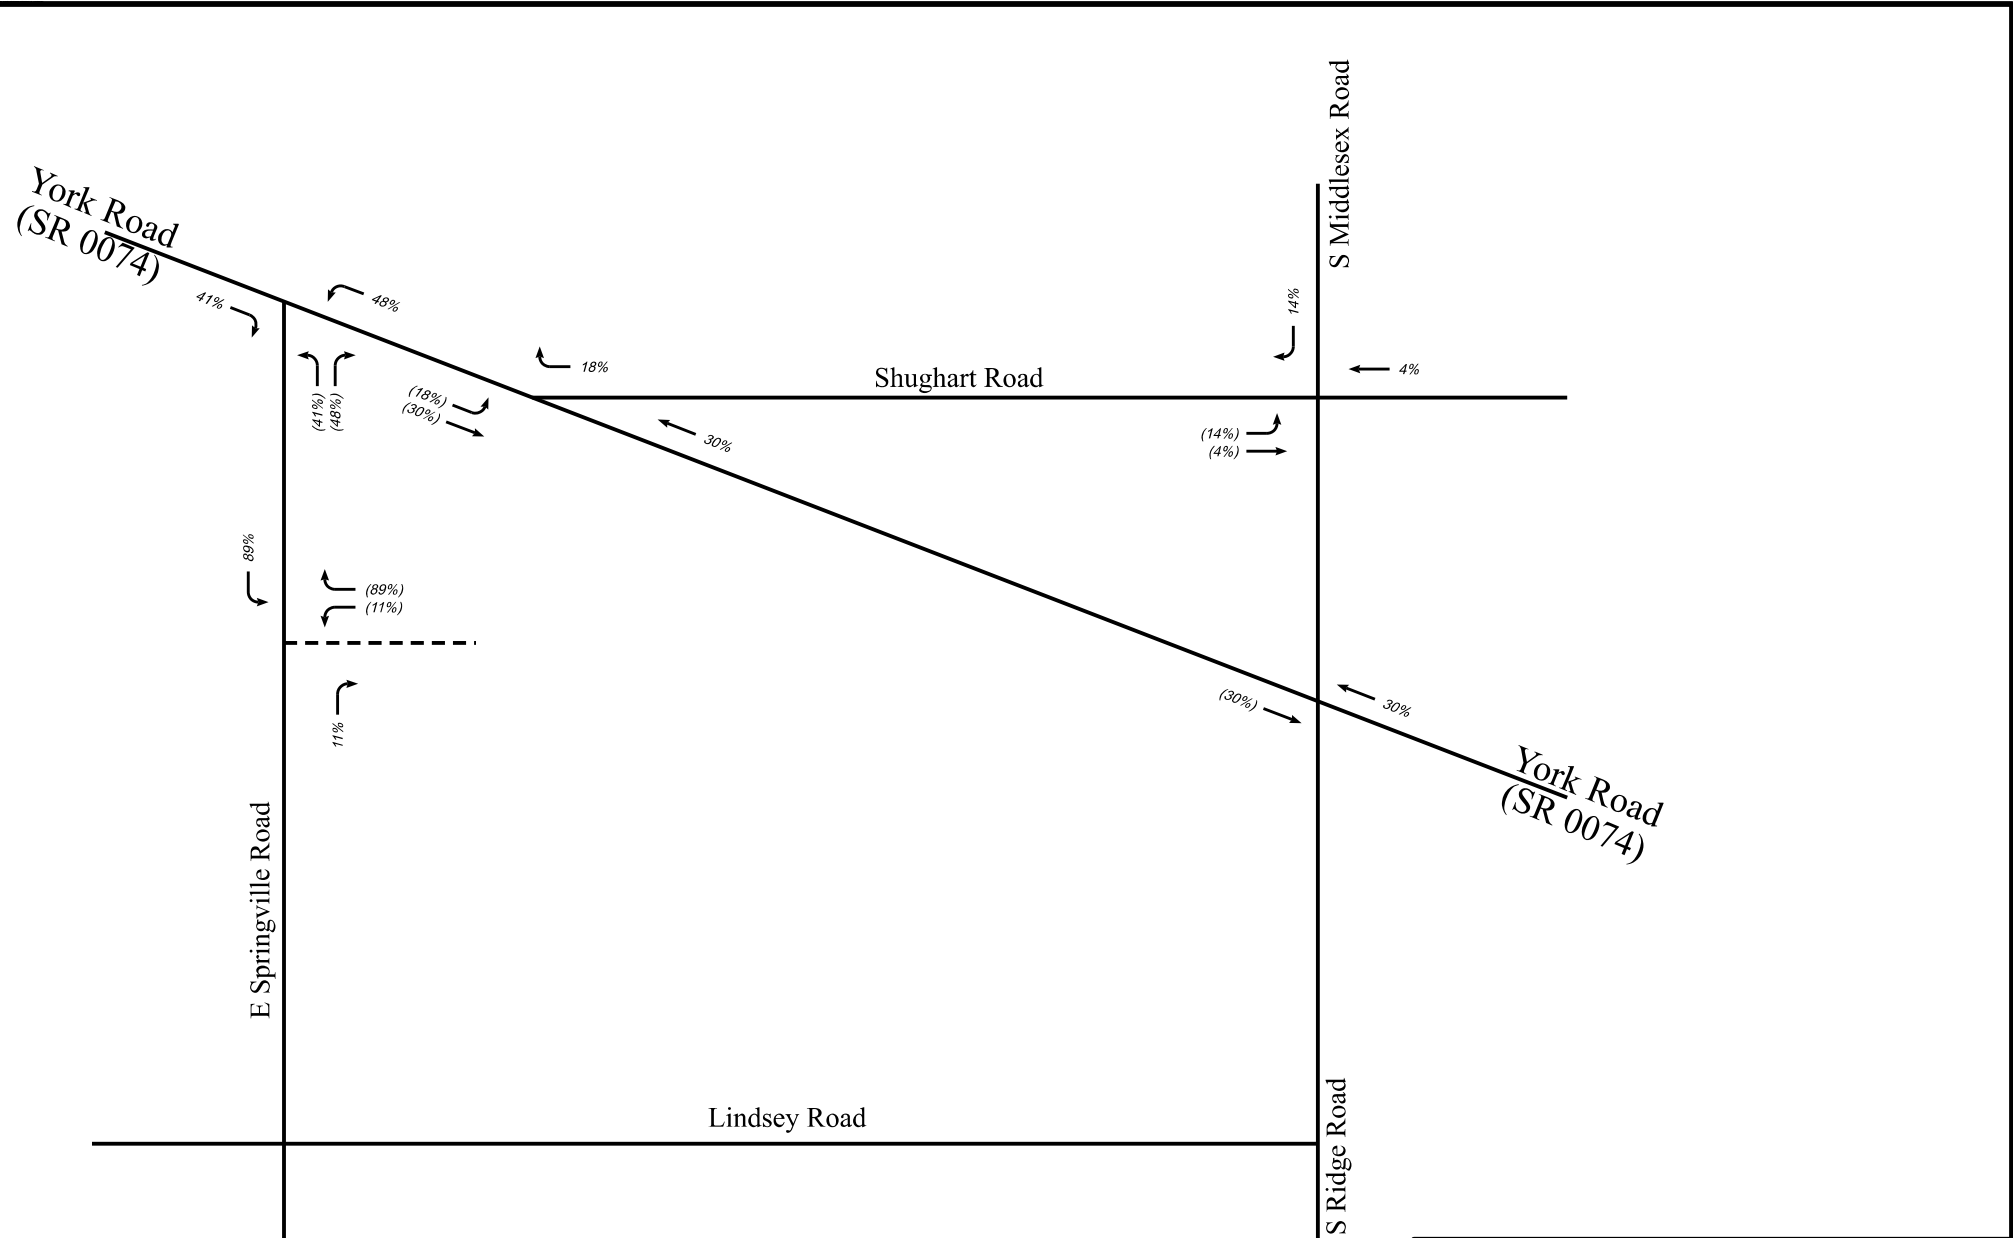 S Middlesex Road
York Road
(SR 0074)
41%
48%
14%
18%
Shughart Road
4%
(41%)
(48%)
(18%)
(30%)
30%
(14%)
(4%)
89%
(89%)
(11%)
11%
(30%)
30%
York Road
(SR 0074)
E Springville Road
Lindsey Road
S Ridge Road